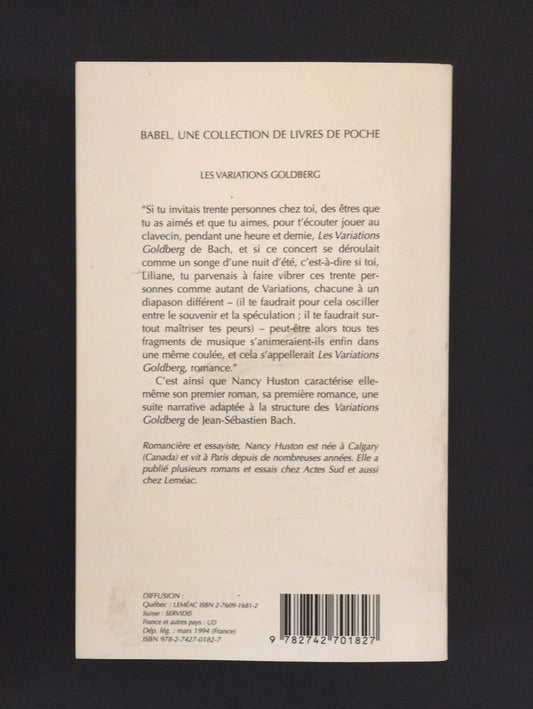 BABEL, UNE COLLECTION DE LIVRES DE POCHE
LES VARIATIONS GOLDBERG
"Si tu invitais trente personnes chez toi, des êtres que
tu as aimés et que tu aimes, pour t'écouter jouer au
clavecin, pendant une heure et demie, Les Variations
Goldberg de Bach, et si ce concert se déroulait
comme un songe d'une nuit d'été, c'est-à-dire si toi,
Liliane, tu parvenais à faire vibrer ces trente per-
sonnes comme autant de Variations, chacune à un
diapason différent – (il te faudrait pour cela osciller
entre le souvenir et la spéculation ; il te faudrait sur-
tout maîtriser tes peurs) – peut-être alors tous tes
fragments de musique s'animeraient-ils enfin dans
une même coulée, et cela s'appellerait Les Variations
Goldberg, romance."
C'est ainsi que Nancy Huston caractérise elle-
même son premier roman, sa première romance, une
suite narrative adaptée à la structure des Variations
Goldberg de Jean-Sébastien Bach.
Romancière et essayiste, Nancy Huston est née à Calgary
(Canada) et vit à Paris depuis de nombreuses années. Elle a
publié plusieurs romans et essais chez Actes Sud et aussi
chez Leméac.
DIFFUSION :
Québec : LEMÉAC ISBN 2-7609-1681-2
Suisse : SERVIDIS
France et autres pays : UD
Dép. lég. : mars 1994 (France)
ISBN 978-2-7427-0182-7
9 782742 701827